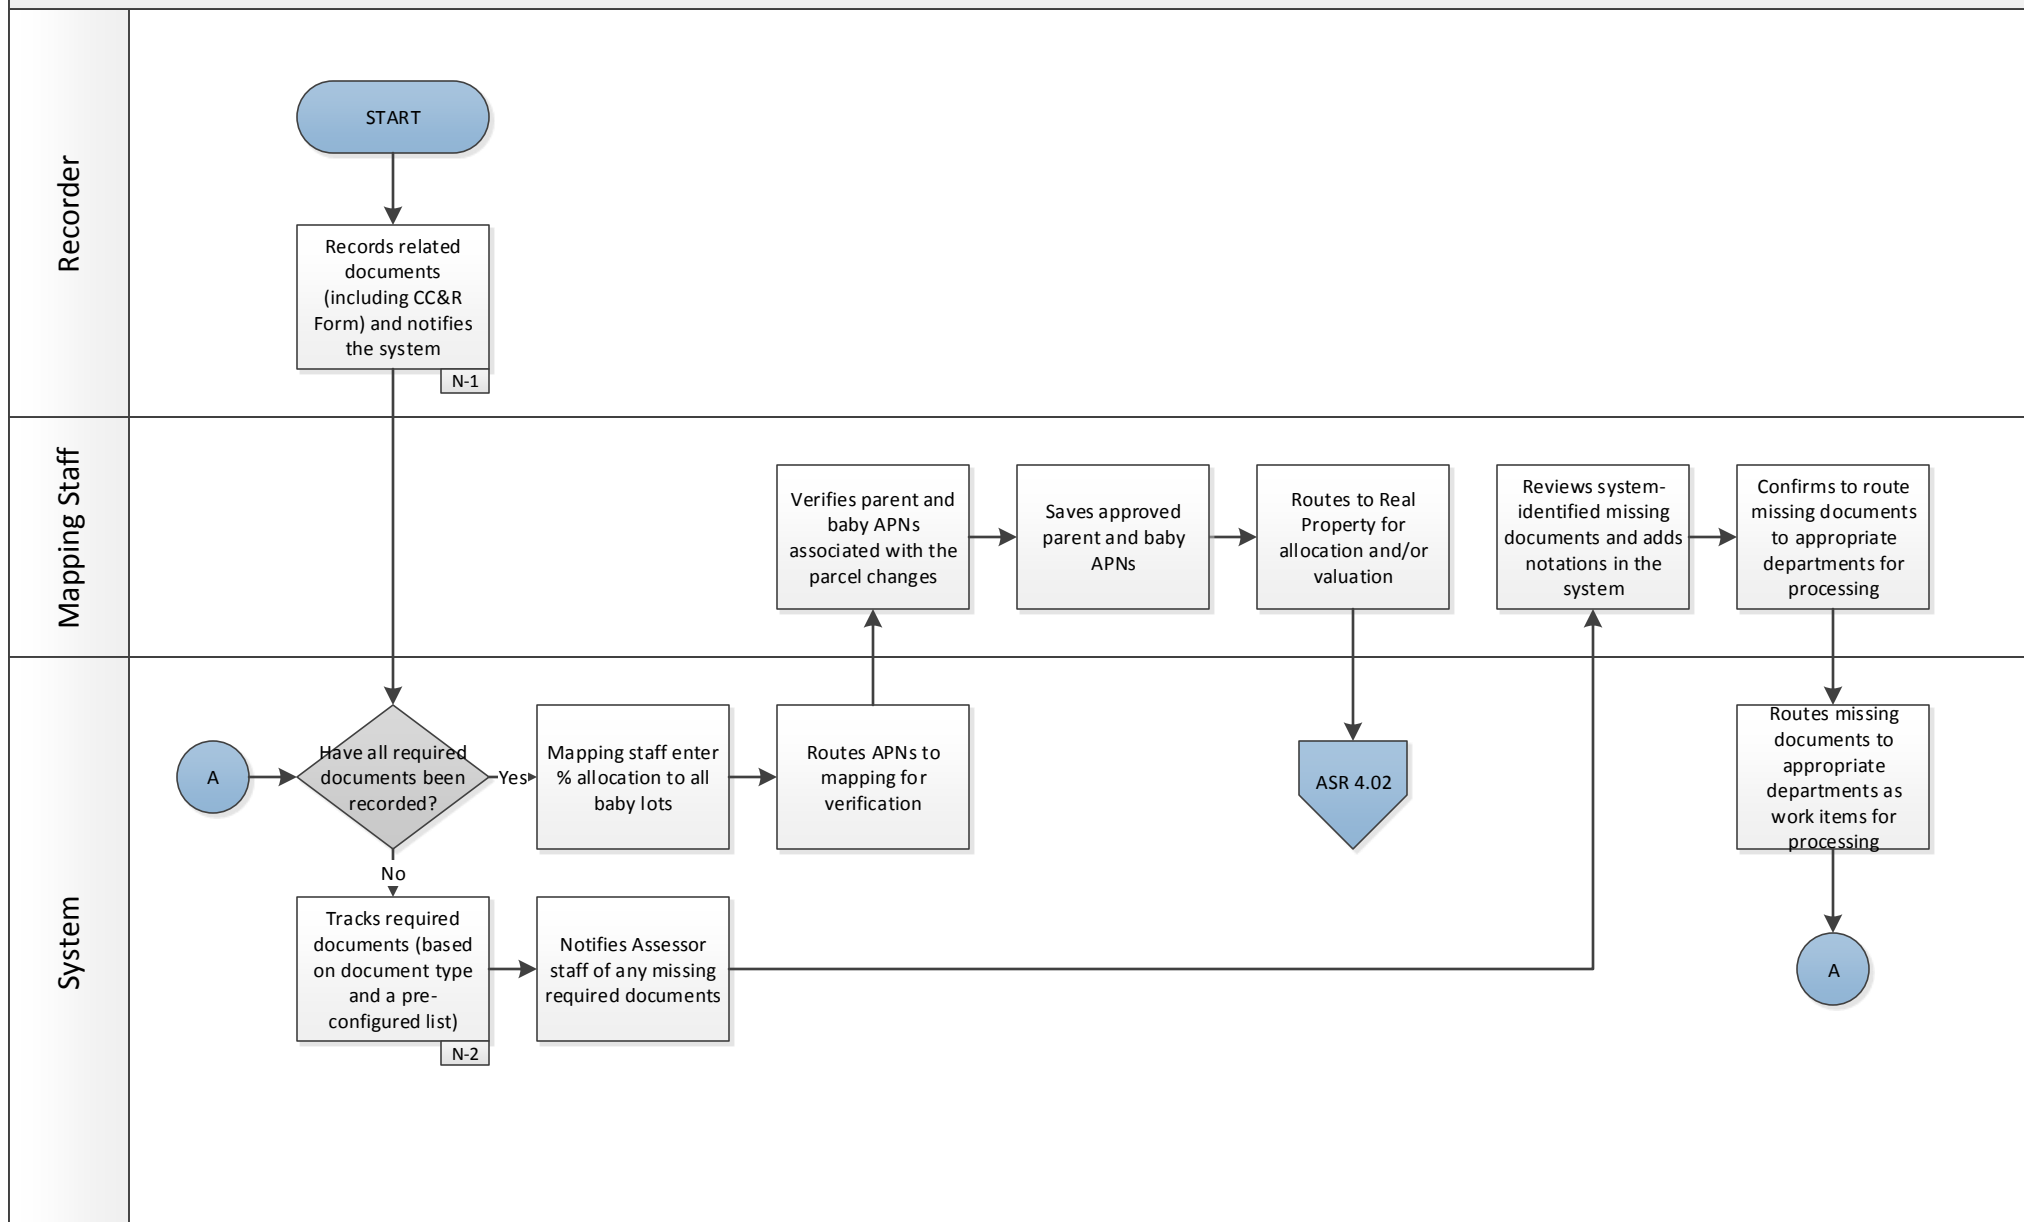 Recorder
START
Records related
documents
(including CC&R
Form) and notifies
the system
N-1
Mapping Staff
Verifies parent and
baby APNs
associated with the
parcel changes
Saves approved
parent and baby
APNs
Routes to Real
Property for
allocation and/or
valuation
Reviews system-
identified missing
documents and adds
notations in the
system
Confirms to route
missing documents
to appropriate
departments for
processing
System
A
Have all required
documents been
recorded?
Yes
Mapping staff enter
% allocation to all
baby lots
Routes APNs to
mapping for
verification
ASR 4.02
Routes missing
documents to
appropriate
departments as
work items for
processing
No
Tracks required
documents (based
on document type
and a pre-
configured list)
N-2
Notifies Assessor
staff of any missing
required documents
A